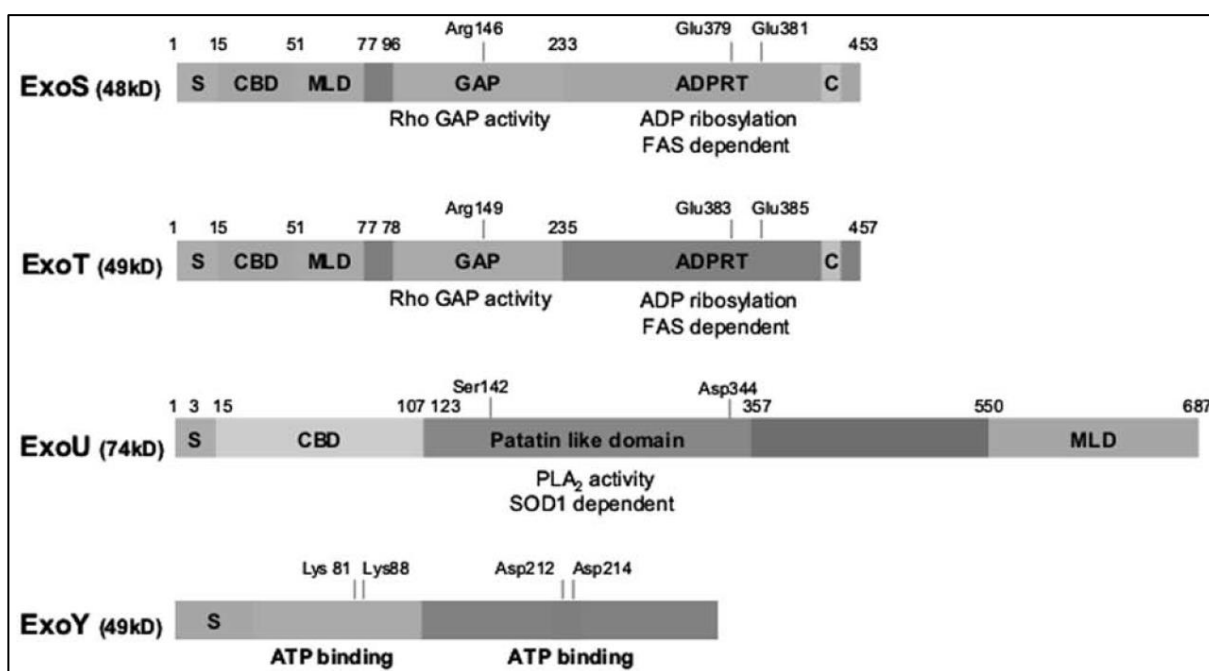 Arg146 Glu379 Glu381
1 15 51 77 96 233 453
ExoS (48kD) S CBD MLD GAP ADPRT C
Rho GAP activity ADP ribosylation
FAS dependent
Arg149 Glu383 Glu385
1 15 51 77 78 235 457
ExoT (49kD) S CBD MLD GAP ADPRT C
Rho GAP activity ADP ribosylation
FAS dependent
Ser142 Asp344
1 3 15 107 123 357 550 687
ExoU (74kD) S CBD Patatin like domain MLD
PLA₂ activity
SOD1 dependent
Lys 81 Lys88 Asp212 Asp214
ExoY (49kD) S
ATP binding ATP binding